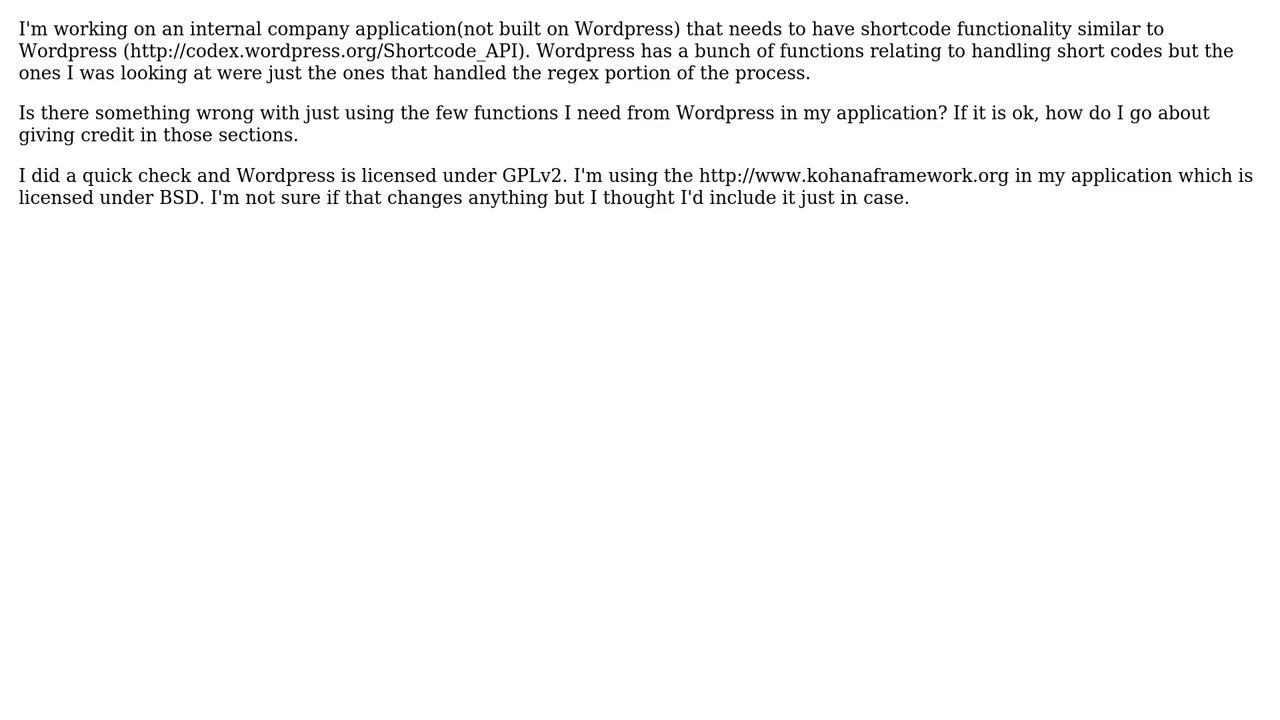 I'm working on an internal company application(not built on Wordpress) that needs to have shortcode functionality similar to
Wordpress (http://codex.wordpress.org/Shortcode_API). Wordpress has a bunch of functions relating to handling short codes but the
ones I was looking at were just the ones that handled the regex portion of the process.
Is there something wrong with just using the few functions I need from Wordpress in my application? If it is ok, how do I go about
giving credit in those sections.
I did a quick check and Wordpress is licensed under GPLv2. I'm using the http://www.kohanaframework.org in my application which is
licensed under BSD. I'm not sure if that changes anything but I thought I'd include it just in case.